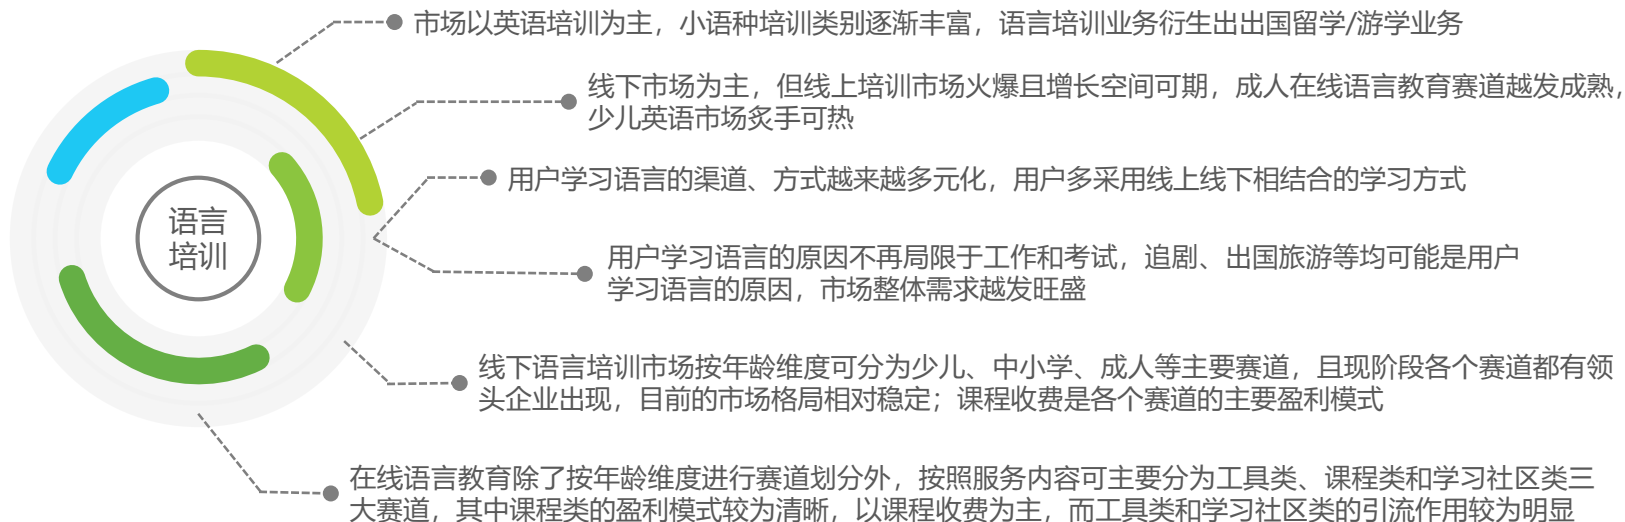 市场以英语培训为主，小语种培训类别逐渐丰富，语言培训业务衍生出出国留学/游学业务
线下市场为主，但线上培训市场火爆且增长空间可期，成人在线语言教育赛道越发成熟，
少儿英语市场炙手可热
用户学习语言的渠道、方式越来越多元化，用户多采用线上线下相结合的学习方式
语言
培训
用户学习语言的原因不再局限于工作和考试，追剧、出国旅游等均可能是用户
学习语言的原因，市场整体需求越发旺盛
线下语言培训市场按年龄维度可分为少儿、中小学、成人等主要赛道，且现阶段各个赛道都有领
头企业出现，目前的市场格局相对稳定；课程收费是各个赛道的主要盈利模式
在线语言教育除了按年龄维度进行赛道划分外，按照服务内容可主要分为工具类、课程类和学习社区类三
大赛道，其中课程类的盈利模式较为清晰，以课程收费为主，而工具类和学习社区类的引流作用较为明显